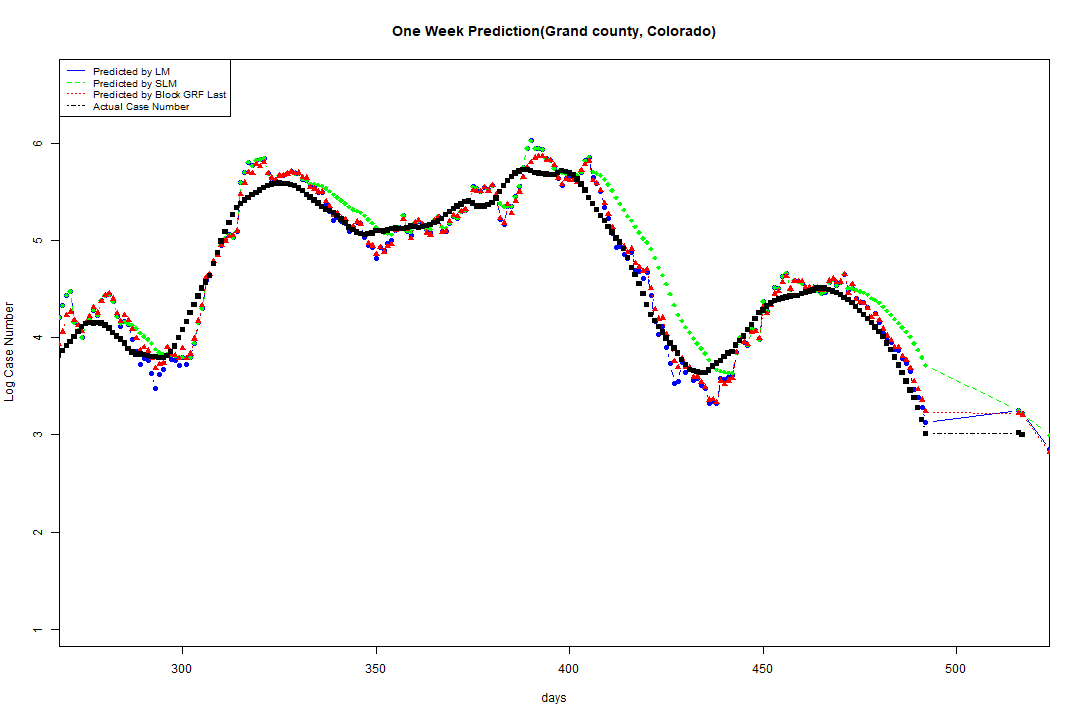 One Week Prediction(Grand county, Colorado)
Predicted by LM
Predicted by SLM
Predicted by Block GRF Last
Actual Case Number
Log Case Number
6
5
4
3
2
1
300 350 400 450 500
days